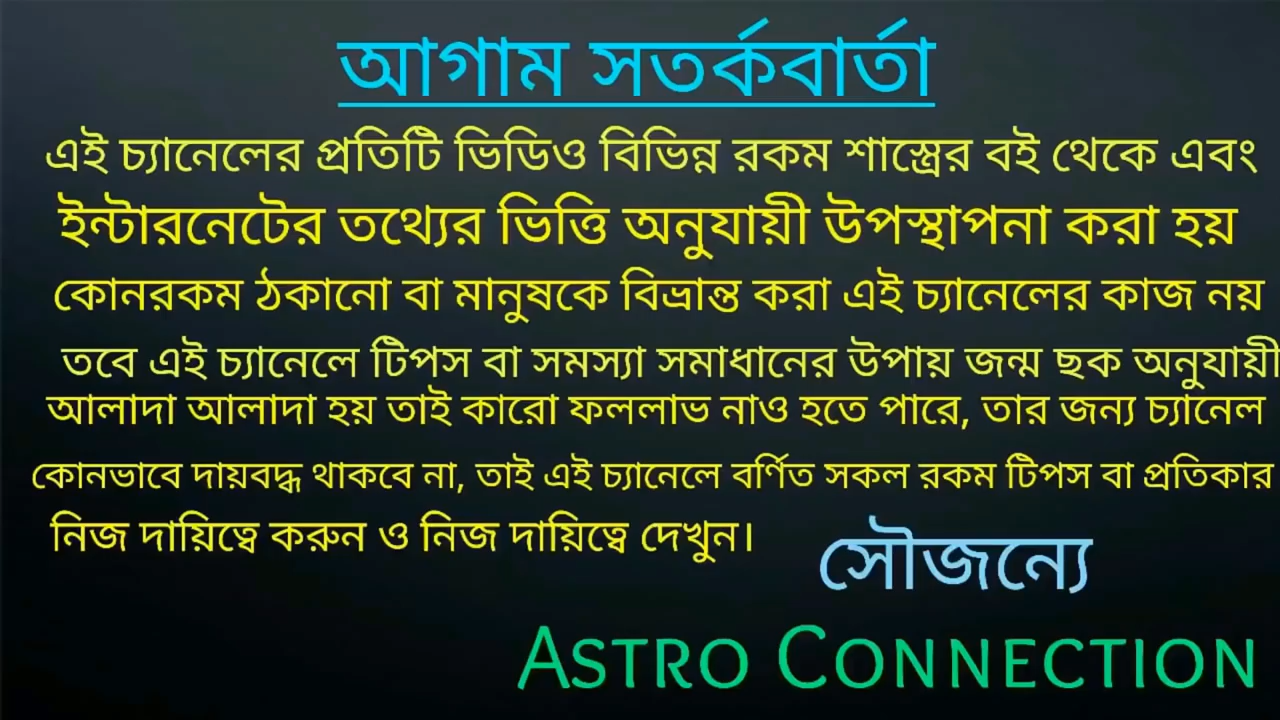 আগাম সতর্কবার্তা
এই চ্যানেলের প্রতিটি ভিডিও বিভিন্ন রকম শাস্ত্রের বই থেকে এবং
ইন্টারনেটের তথ্যের ভিত্তি অনুযায়ী উপস্থাপনা করা হয়
কোনরকম ঠকানো বা মানুষকে বিভ্রান্ত করা এই চ্যানেলের কাজ নয়
তবে এই চ্যানেলে টিপস বা সমস্যা সমাধানের উপায় জন্ম ছক অনুযায়ী
আলাদা আলাদা হয় তাই কারো ফললাভ নাও হতে পারে, তার জন্য চ্যানেল
কোনভাবে দায়বদ্ধ থাকবে না, তাই এই চ্যানেলে বর্ণিত সকল রকম টিপস বা প্রতিকার
নিজ দায়িত্বে করুন ও নিজ দায়িত্বে দেখুন।
সৌজন্যে
ASTRO CONNECTION